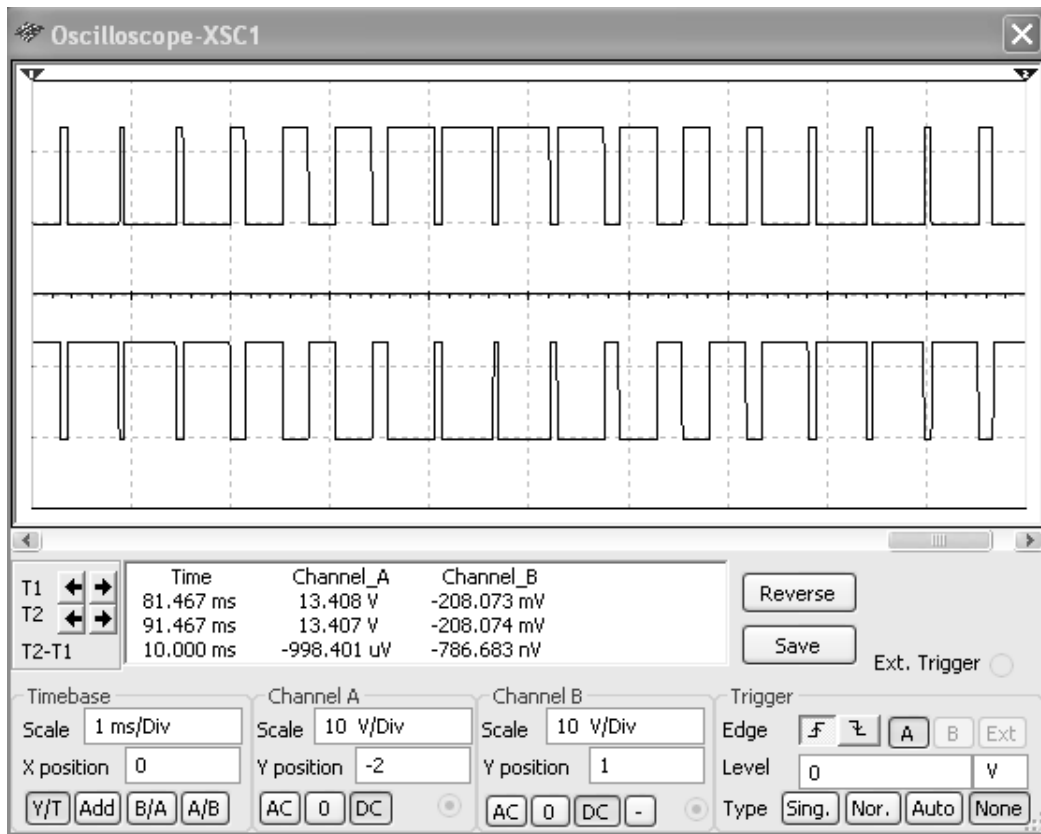 Oscilloscope-XSC1
1 2
Time Channel_A Channel_B
T1 81.467 ms 13.408 V -208.073 mV
T2 91.467 ms 13.407 V -208.074 mV
T2-T1 10.000 ms -998.401 uV -786.683 nV
Reverse
Save
Ext. Trigger
Timebase Channel A Channel B Trigger
Scale 1 ms/Div Scale 10 V/Div Scale 10 V/Div Edge A B Ext
X position 0 Y position -2 Y position 1 Level 0 V
Y/T Add B/A A/B AC 0 DC AC 0 DC - Type Sing. Nor. Auto None